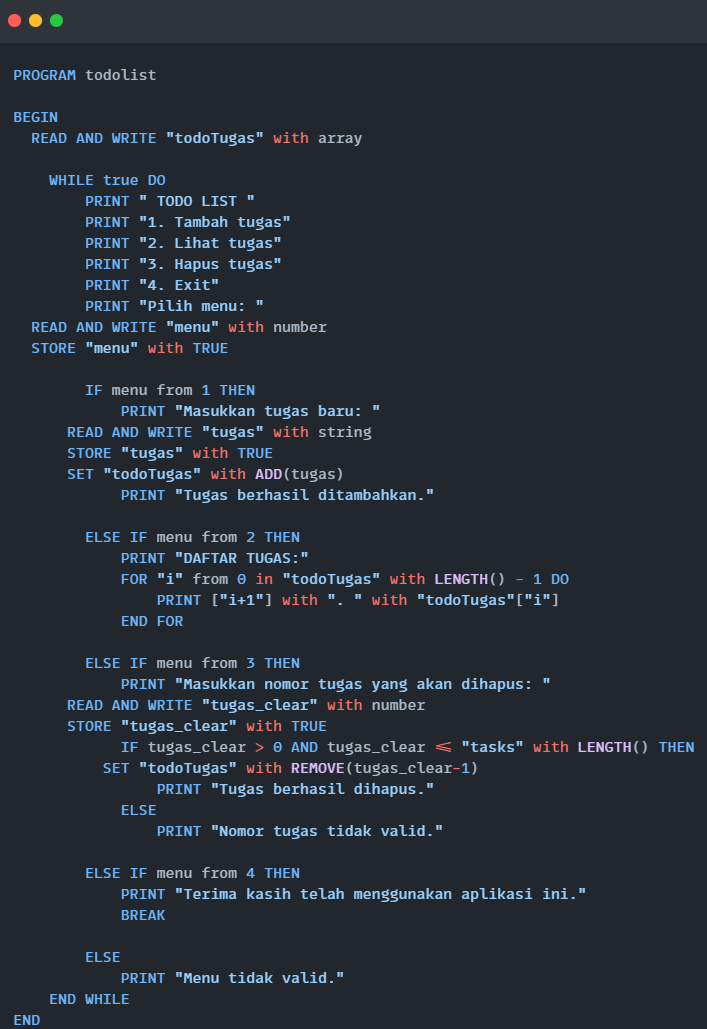 PROGRAM todolist
BEGIN
READ AND WRITE "todoTugas" with array
WHILE true DO
PRINT " TODO LIST "
PRINT "1. Tambah tugas"
PRINT "2. Lihat tugas"
PRINT "3. Hapus tugas"
PRINT "4. Exit"
PRINT "Pilih menu: "
READ AND WRITE "menu" with number
STORE "menu" with TRUE
IF menu from 1 THEN
PRINT "Masukkan tugas baru: "
READ AND WRITE "tugas" with string
STORE "tugas" with TRUE
SET "todoTugas" with ADD(tugas)
PRINT "Tugas berhasil ditambahkan."
ELSE IF menu from 2 THEN
PRINT "DAFTAR TUGAS:"
FOR "i" from 0 in "todoTugas" with LENGTH() - 1 DO
PRINT ["i+1"] with ". " with "todoTugas"["i"]
END FOR
ELSE IF menu from 3 THEN
PRINT "Masukkan nomor tugas yang akan dihapus: "
READ AND WRITE "tugas_clear" with number
STORE "tugas_clear" with TRUE
IF tugas_clear > 0 AND tugas_clear <= "tasks" with LENGTH() THEN
SET "todoTugas" with REMOVE(tugas_clear-1)
PRINT "Tugas berhasil dihapus."
ELSE
PRINT "Nomor tugas tidak valid."
ELSE IF menu from 4 THEN
PRINT "Terima kasih telah menggunakan aplikasi ini."
BREAK
ELSE
PRINT "Menu tidak valid."
END WHILE
END